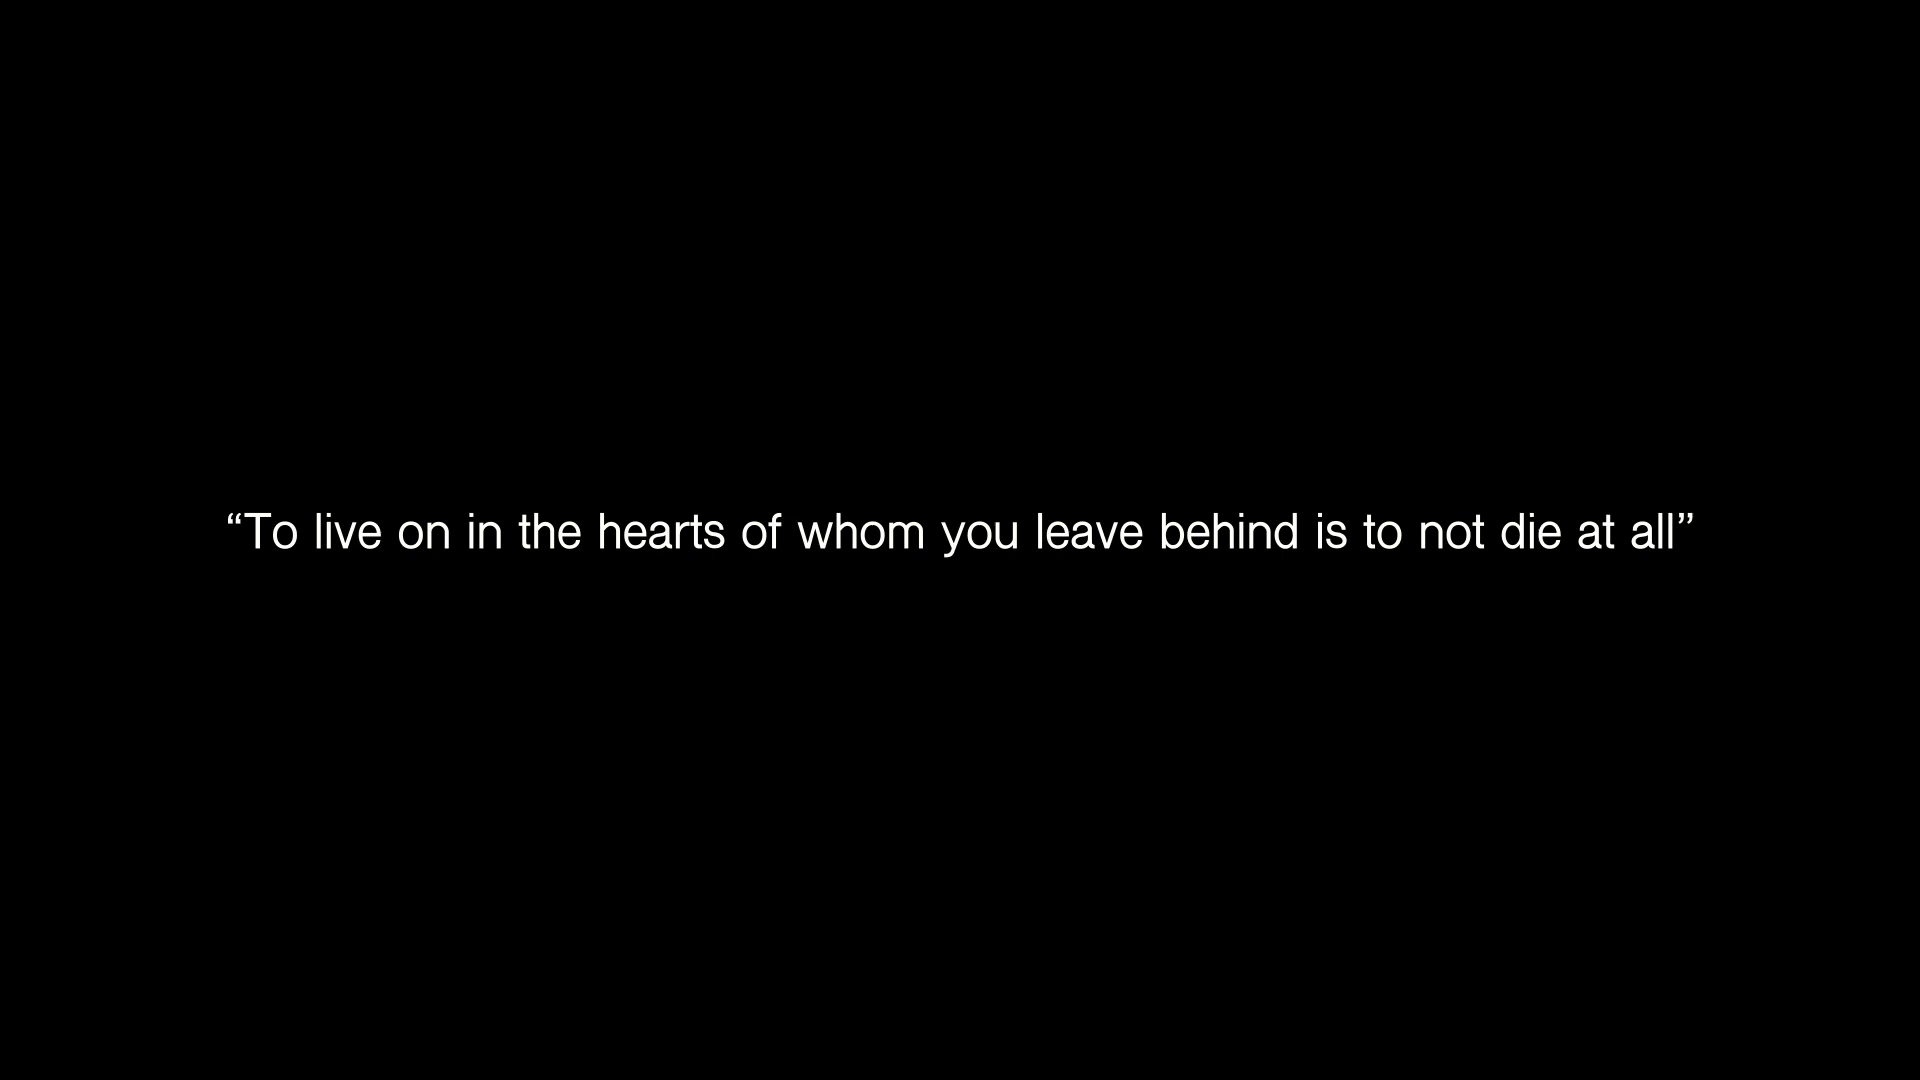 “To live on in the hearts of whom you leave behind is to not die at all”